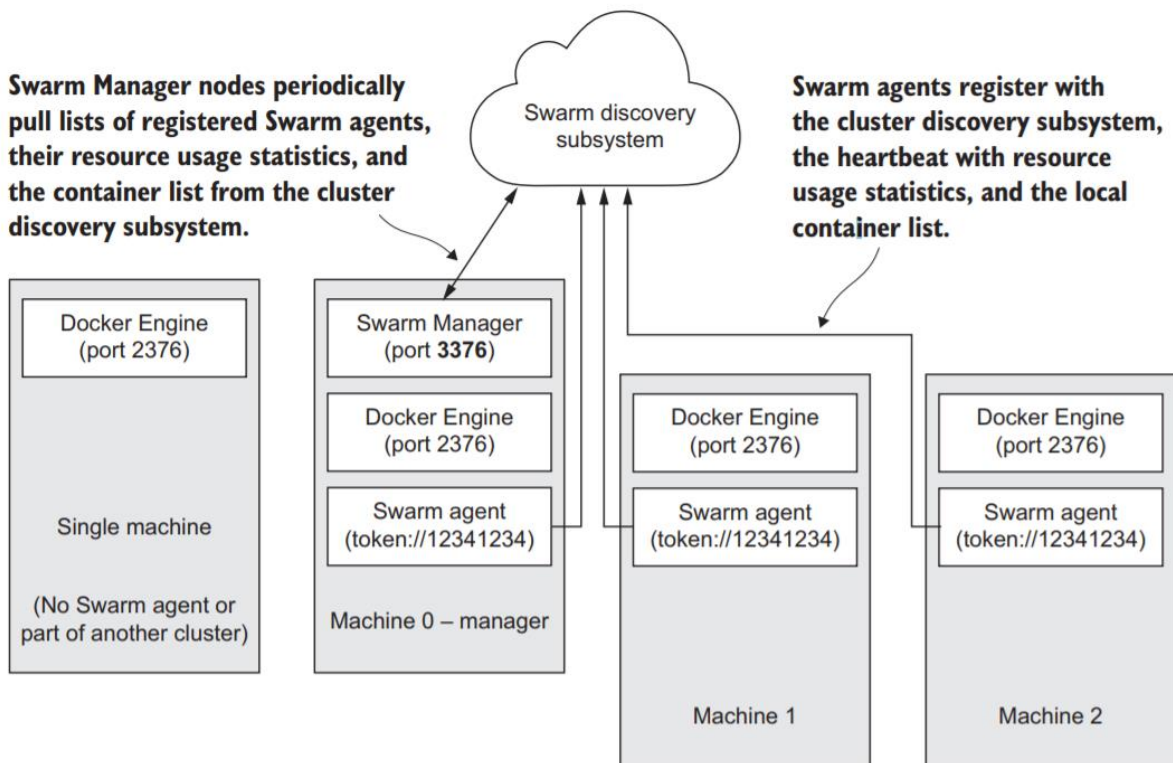 Swarm Manager nodes periodically
pull lists of registered Swarm agents,
their resource usage statistics, and
the container list from the cluster
discovery subsystem.
Swarm discovery
subsystem
Swarm agents register with
the cluster discovery subsystem,
the heartbeat with resource
usage statistics, and the local
container list.
Docker Engine
(port 2376)
Single machine
(No Swarm agent or
part of another cluster)
Swarm Manager
(port 3376)
Docker Engine
(port 2376)
Swarm agent
(token://12341234)
Machine 0 – manager
Docker Engine
(port 2376)
Swarm agent
(token://12341234)
Machine 1
Docker Engine
(port 2376)
Swarm agent
(token://12341234)
Machine 2